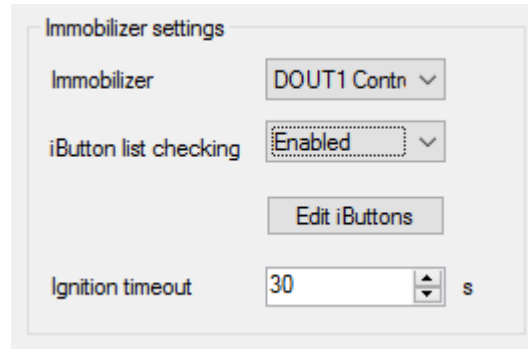 Immobilizer settings
Immobilizer DOUT1 Contr
iButton list checking Enabled
Edit iButtons
Ignition timeout 30 s